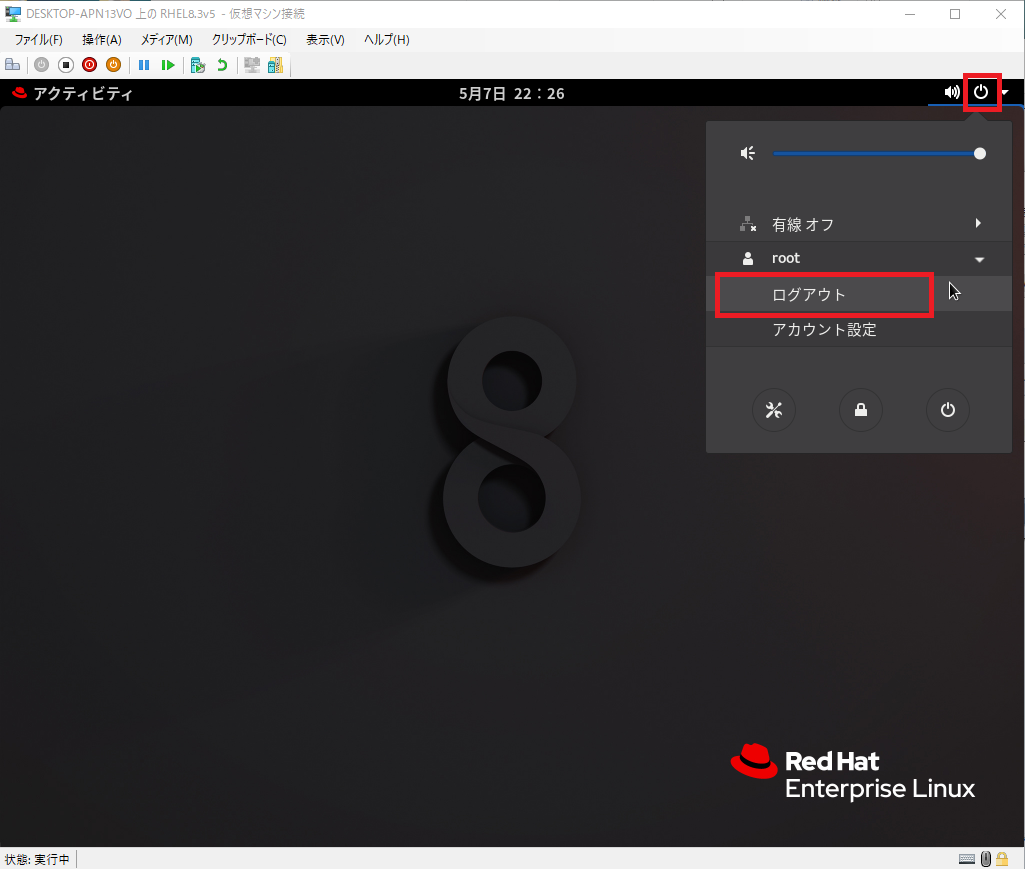 DESKTOP-APN13VO 上の RHEL8.3v5 - 仮想マシン接続
ファイル(F) 操作(A) メディア(M) クリップボード(C) 表示(V) ヘルプ(H)
アクティビティ 5月7日 22：26
有線 オフ
root
ログアウト
アカウント設定
8
Red Hat
Enterprise Linux
状態: 実行中